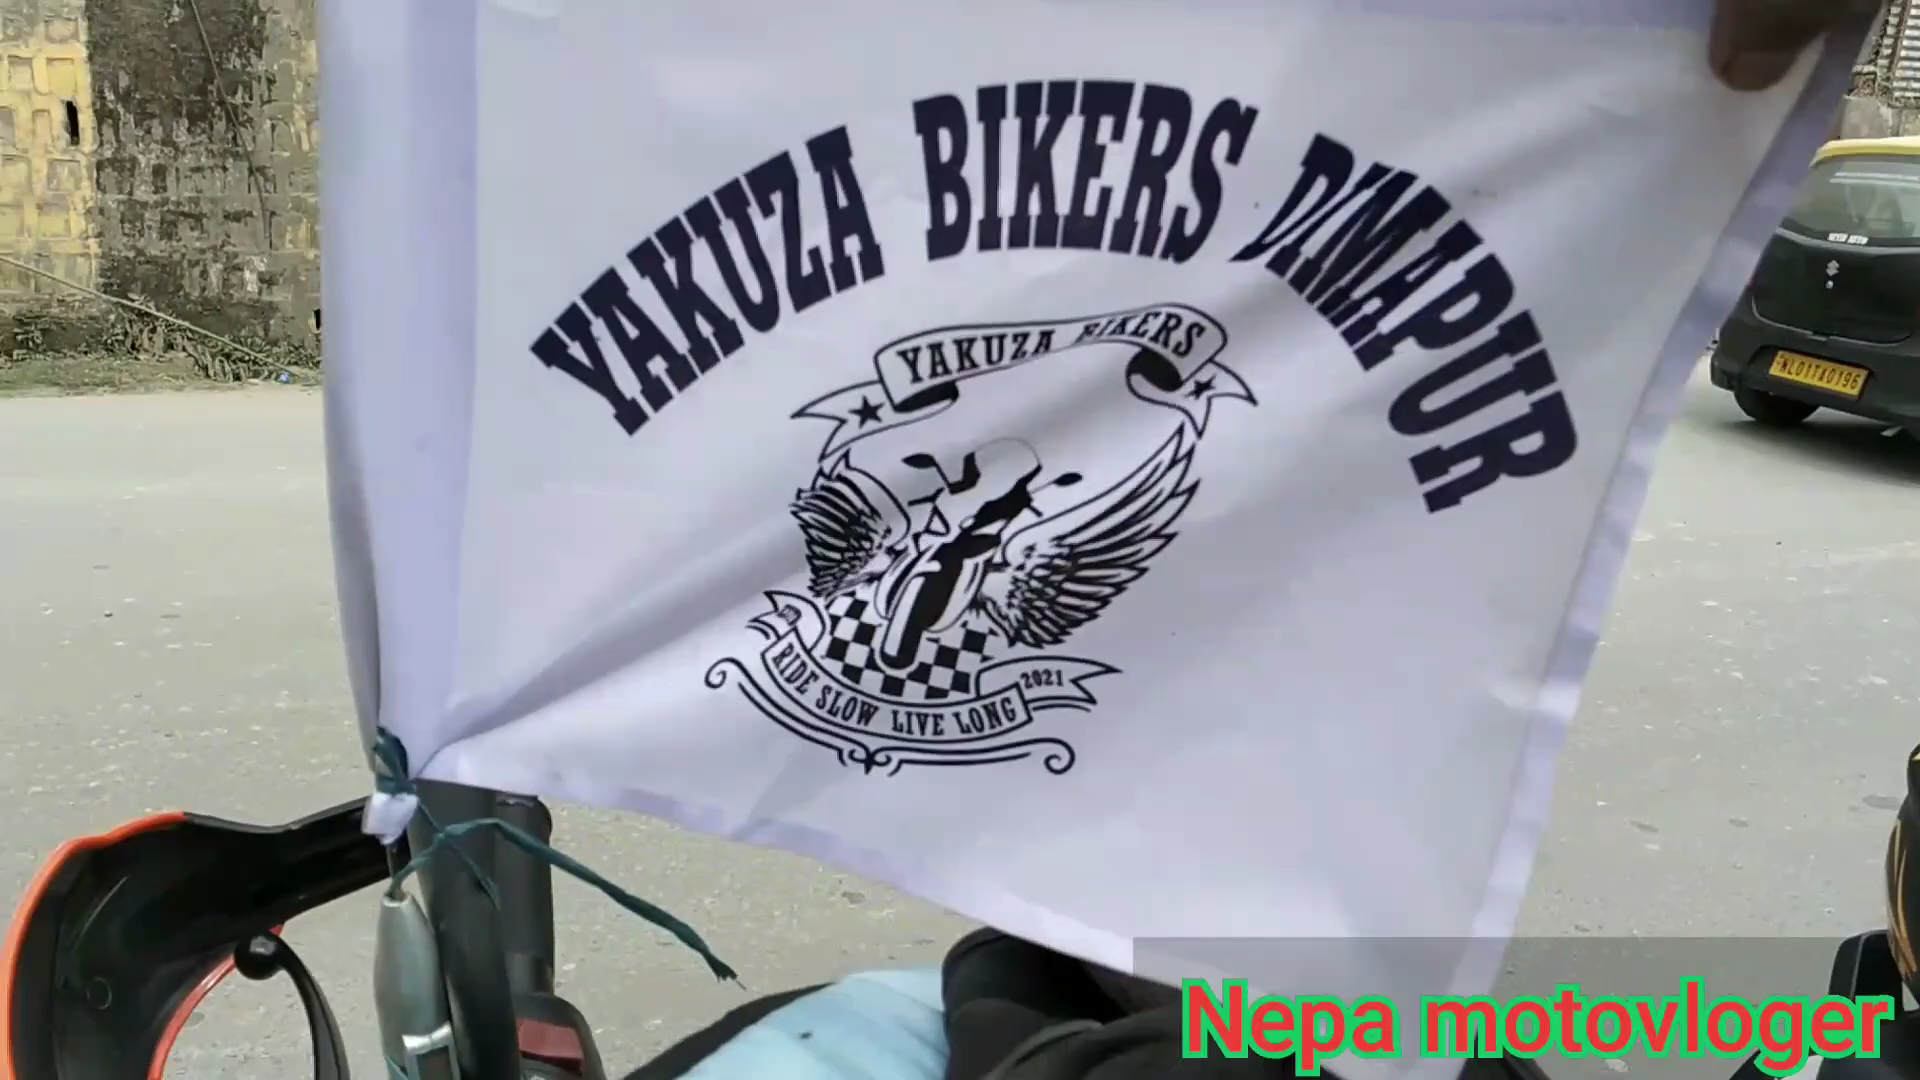 YAKUZA BIKERS DIMAPUR
YAKUZA BIKERS
RIDE SLOW LIVE LONG
2021
NL01TA0196
Nepa motovloger